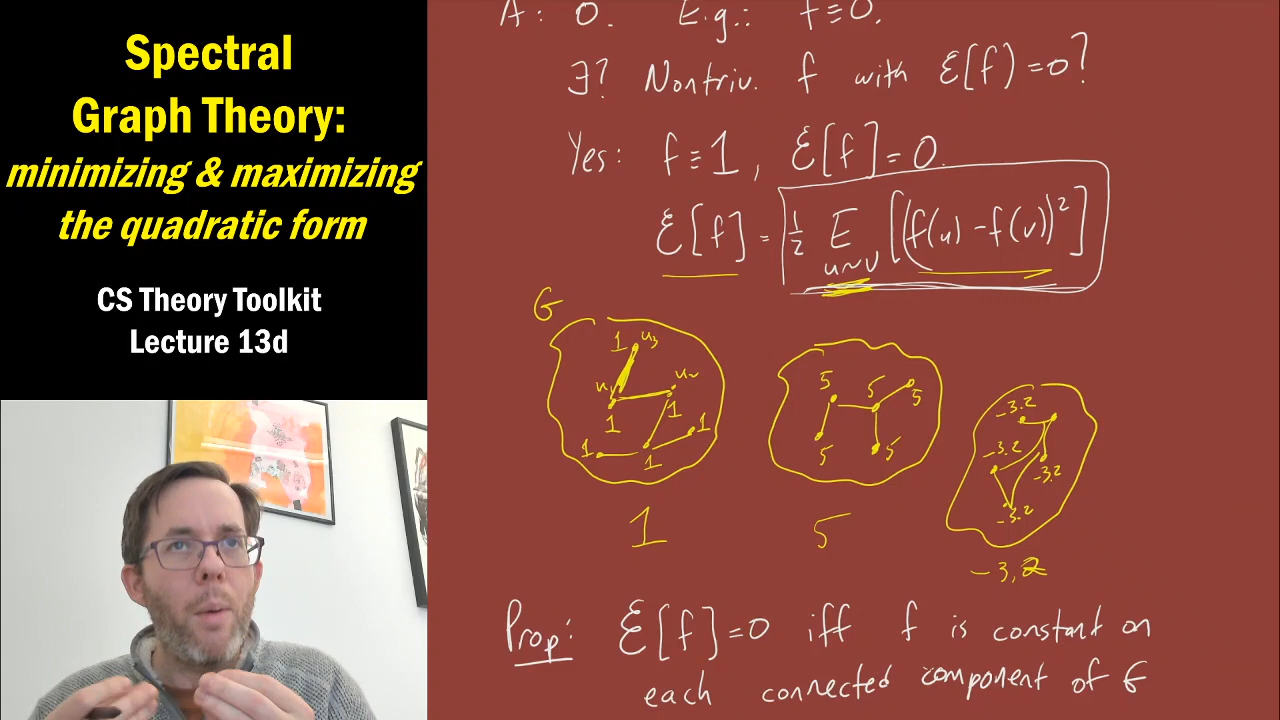 Spectral
Graph Theory:
minimizing & maximizing
the quadratic form
CS Theory Toolkit
Lecture 13d
A: 0. E.g.: f≡0.
∃? Nontriv. f with ℰ[f]=0?
Yes: f≡1, ℰ[f]=0.
ℰ[f] = ½ E [(f(u)-f(v))²]
u~v
G
1 u₃
u₁ u₂
1 1
1 1 1
5 5 5
5 5
-3.2
-3.2 -3.2
-3.2
1 5 -3.2
Prop: ℰ[f]=0 iff f is constant on
each connected component of G